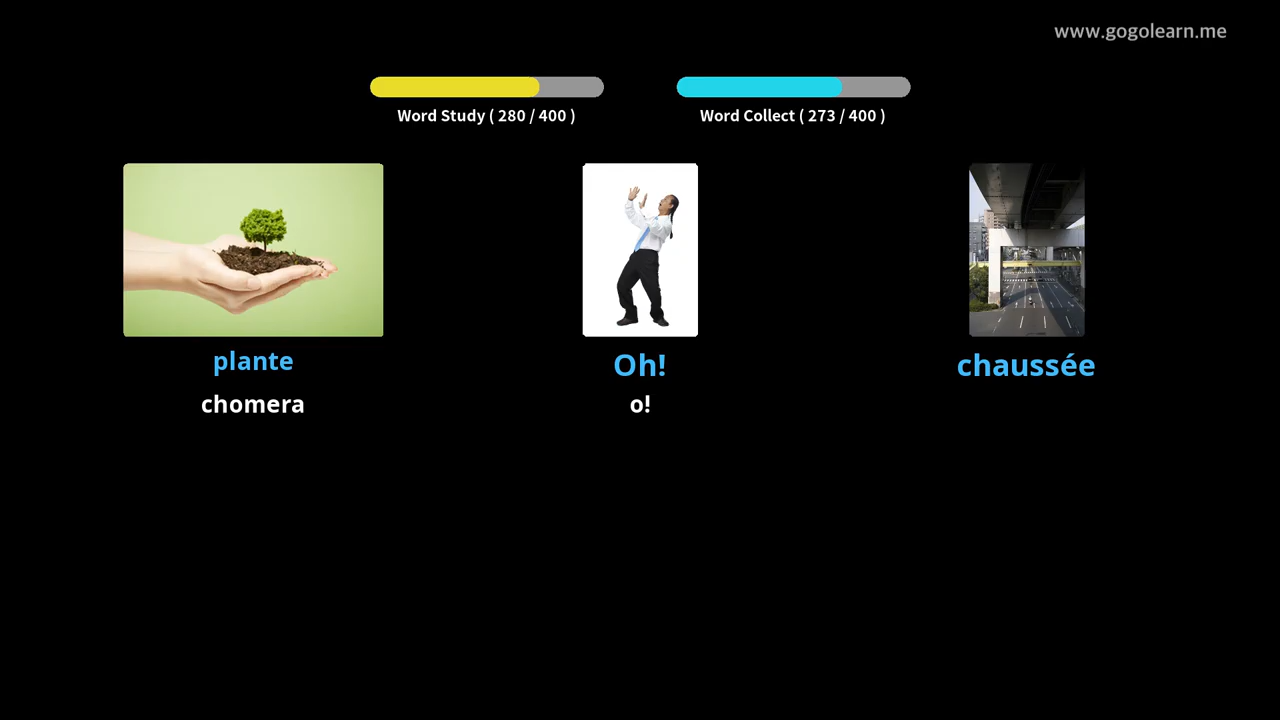 www.gogolearn.me
Word Study ( 280 / 400 )
Word Collect ( 273 / 400 )
plante
Oh!
chaussée
chomera
o!